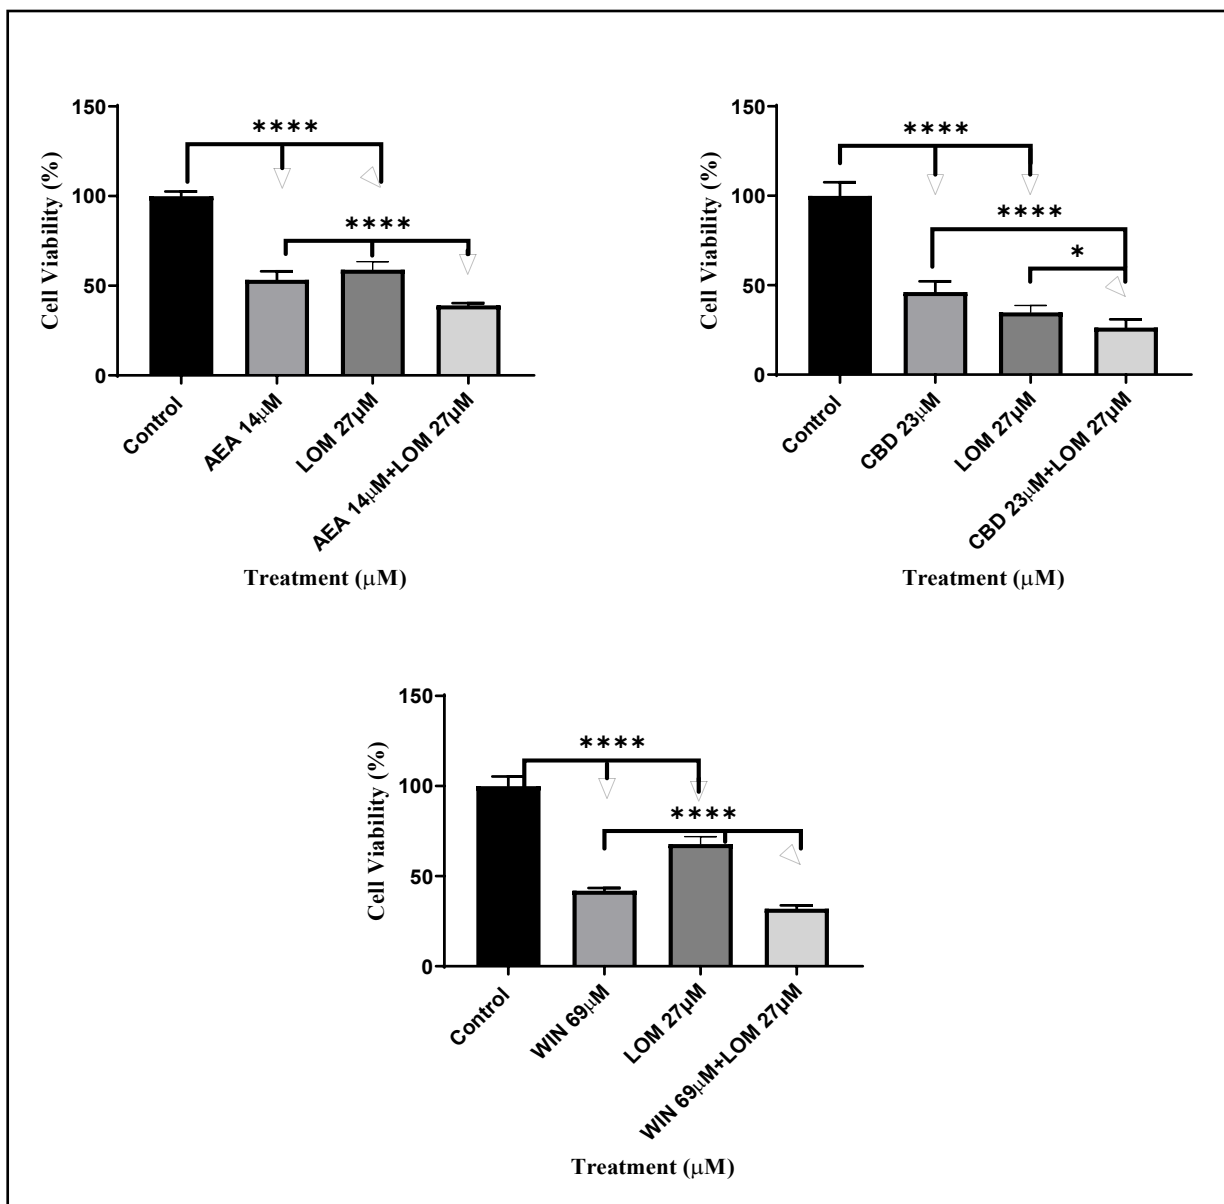 150
100
50
0
Cell Viability (%)
****
****
Control
AEA 14μM
LOM 27μM
AEA 14μM+LOM 27μM
Treatment (μM)
150
100
50
0
Cell Viability (%)
****
****
*
Control
CBD 23μM
LOM 27μM
CBD 23μM+LOM 27μM
Treatment (μM)
150
100
50
0
Cell Viability (%)
****
****
Control
WIN 69μM
LOM 27μM
WIN 69μM+LOM 27μM
Treatment (μM)